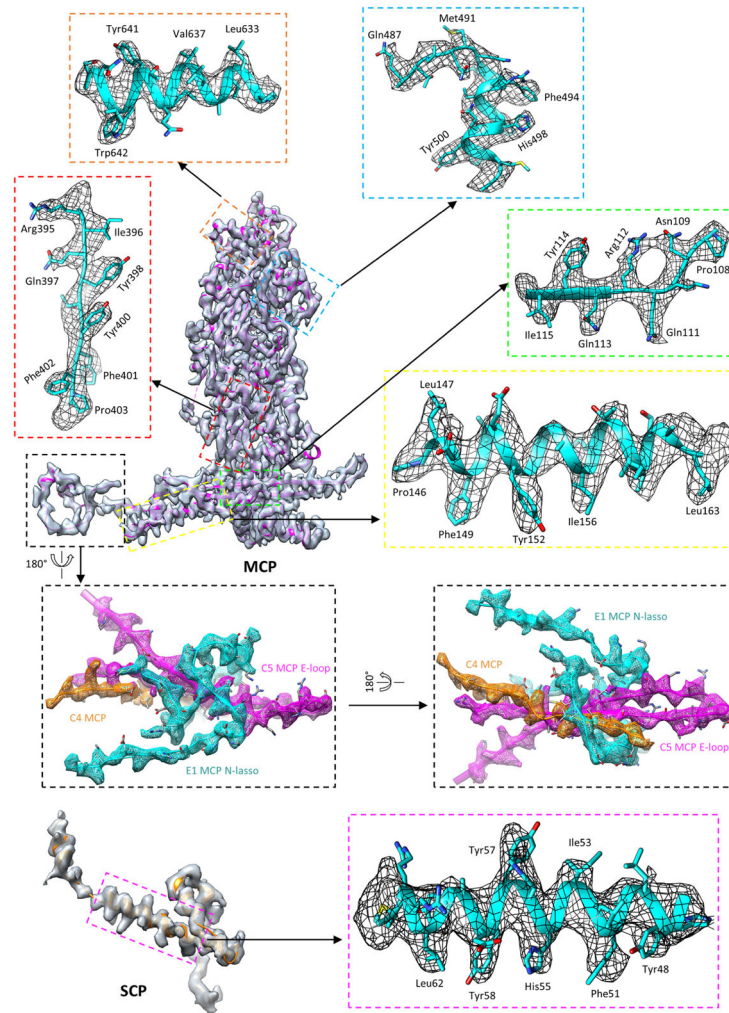 Tyr641
Val637
Leu633
Trp642
Met491
Gln487
Phe494
Tyr500
His498
Arg395
Ile396
Gln397
Tyr398
Tyr400
Phe402
Phe401
Pro403
Asn109
Arg112
Tyr114
Pro108
Ile115
Gln113
Gln111
Leu147
Pro146
Phe149
Tyr152
Ile156
Leu163
MCP
180°
C5 MCP E-loop
C4 MCP
E1 MCP N-lasso
180°
E1 MCP N-lasso
C4 MCP
C5 MCP E-loop
SCP
Tyr57
Ile53
Leu62
Tyr58
His55
Phe51
Tyr48